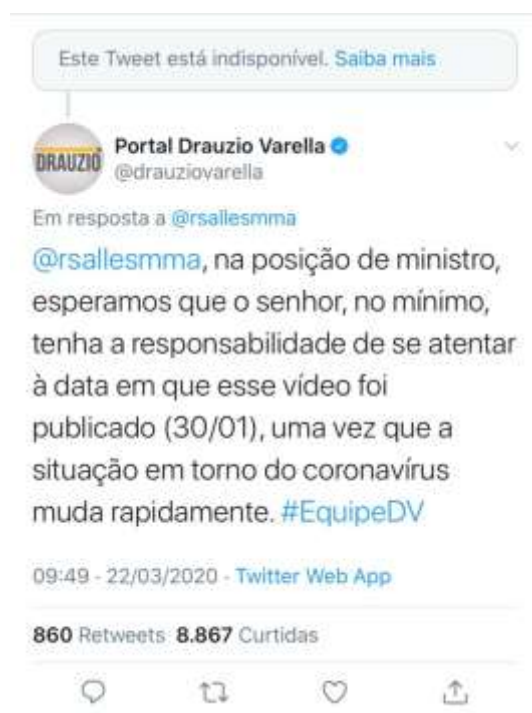 Este Tweet está indisponível. Saiba mais
DRAUZIO
Portal Drauzio Varella
@drauziovarella
Em resposta a @rsallesmma
@rsallesmma, na posição de ministro,
esperamos que o senhor, no mínimo,
tenha a responsabilidade de se atentar
à data em que esse vídeo foi
publicado (30/01), uma vez que a
situação em torno do coronavírus
muda rapidamente. #EquipeDV
09:49 - 22/03/2020 - Twitter Web App
860 Retweets 8.867 Curtidas